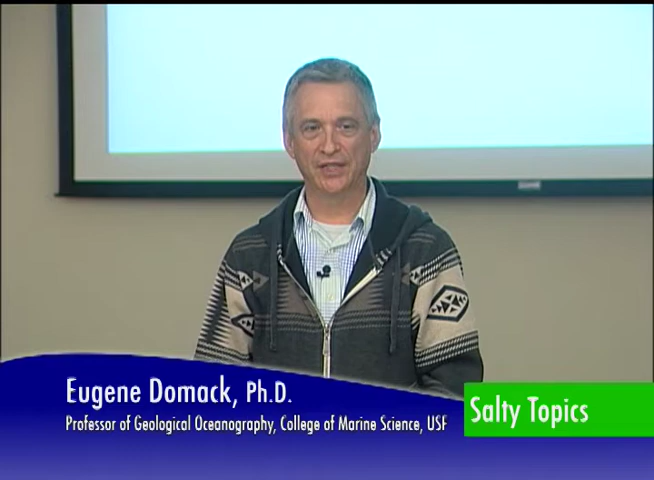 Eugene Domack, Ph.D.
Professor of Geological Oceanography, College of Marine Science, USF
Salty Topics